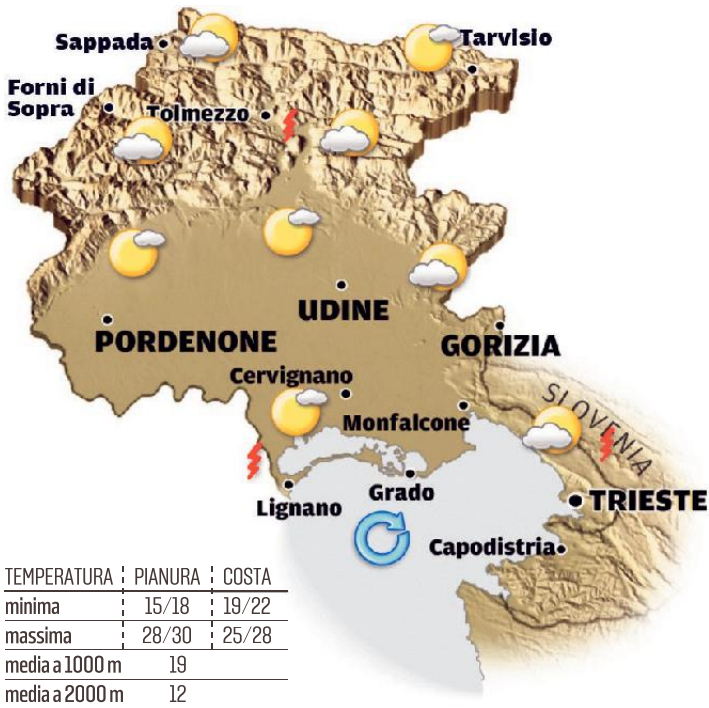 Sappada
Tarvisio
Forni di
Sopra
Tolmezzo
UDINE
PORDENONE
GORIZIA
Cervignano
SLOVENIA
Monfalcone
Grado
Lignano
TRIESTE
Capodistria
TEMPERATURA PIANURA COSTA
minima 15/18 19/22
massima 28/30 25/28
media a 1000 m 19
media a 2000 m 12